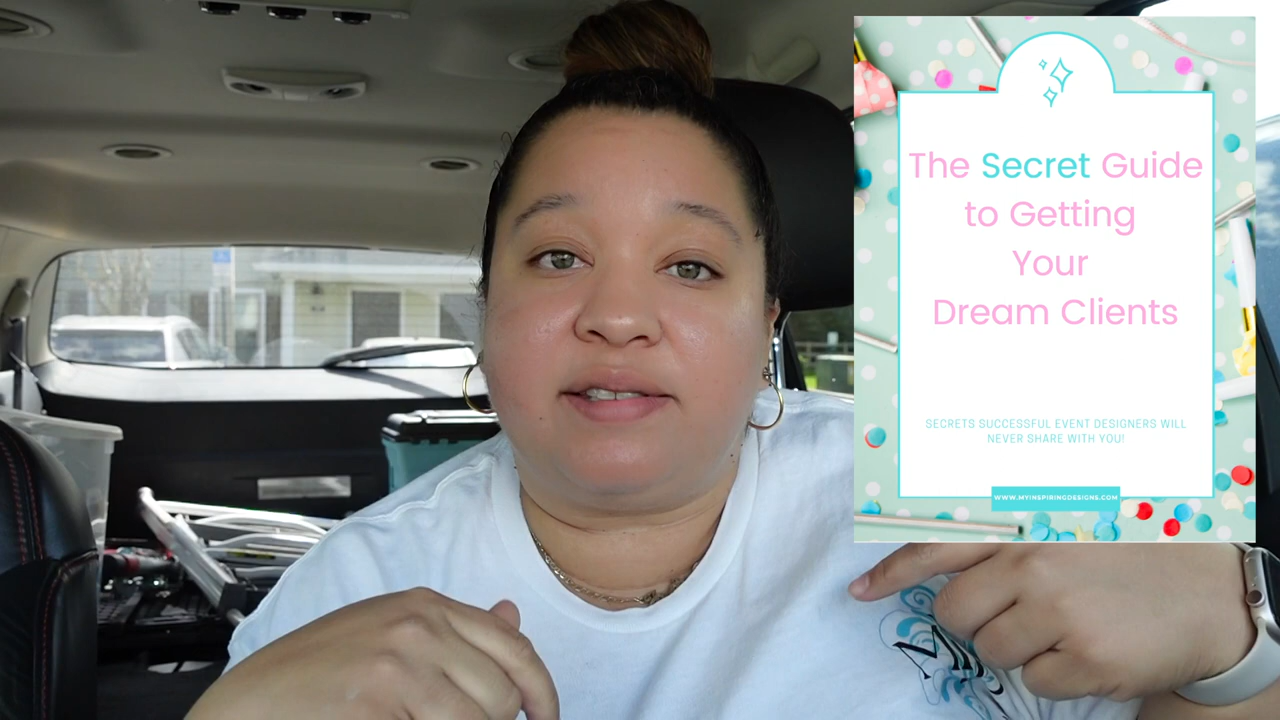 The Secret Guide
to Getting
Your
Dream Clients
SECRETS SUCCESSFUL EVENT DESIGNERS WILL
NEVER SHARE WITH YOU!
WWW.MYINSPIRINGDESIGNS.COM